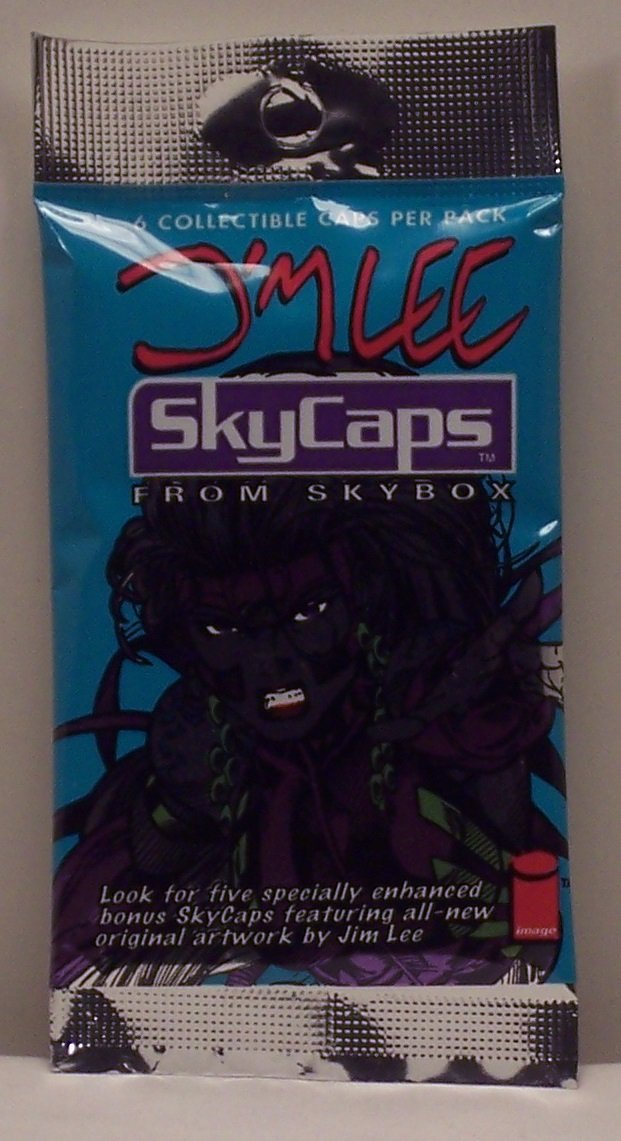 6 COLLECTIBLE CAPS PER PACK
JIM LEE
SkyCaps
TM
FROM SKYBOX
Look for five specially enhanced
bonus SkyCaps featuring all-new
original artwork by Jim Lee
image
TM